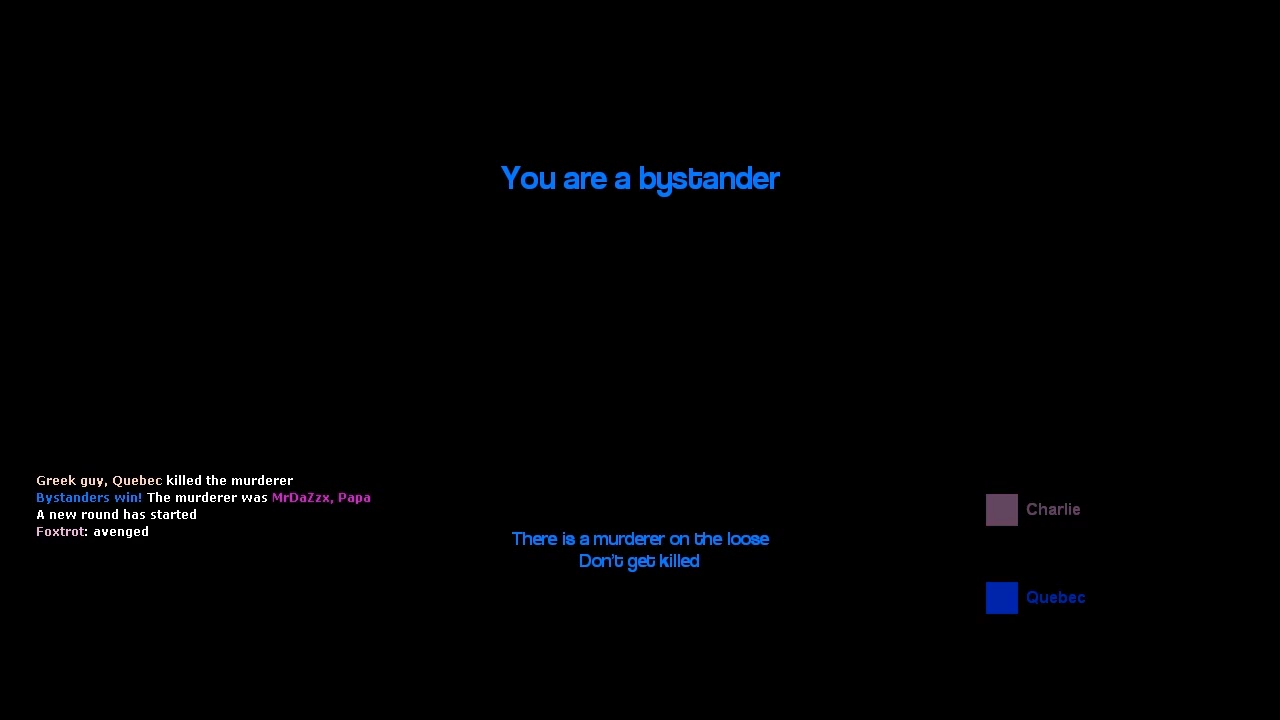 You are a bystander
Greek guy, Quebec killed the murderer
Bystanders win! The murderer was MrDaZzx, Papa
A new round has started
Foxtrot: avenged
There is a murderer on the loose
Don't get killed
Charlie
Quebec